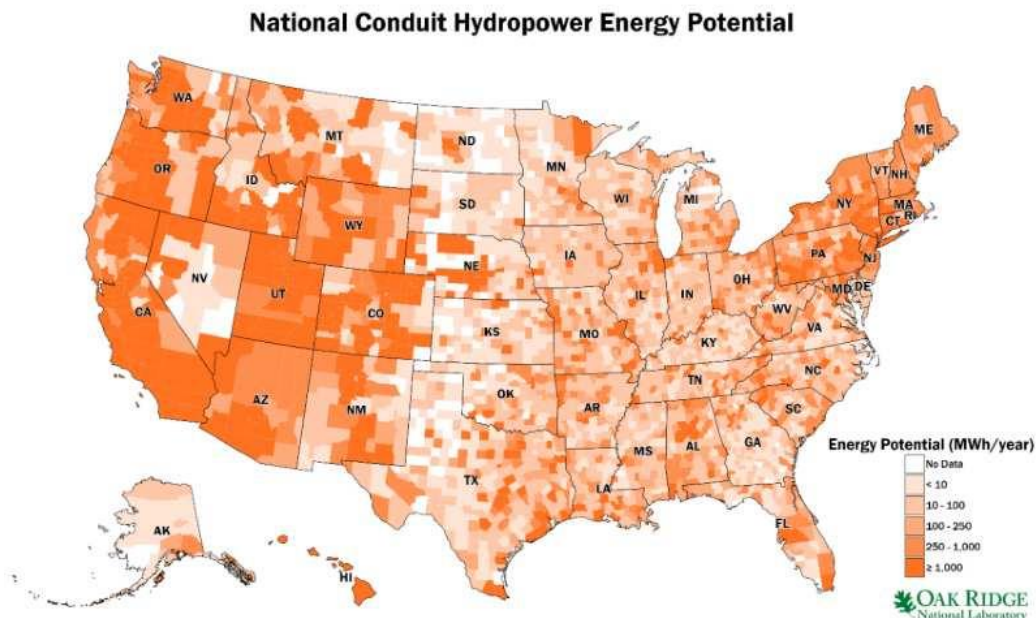 National Conduit Hydropower Energy Potential
WA
MT
ND
MN
ME
OR
ID
SD
WI
MI
VT
NH
NY
MA
CT
RI
WY
NE
IA
PA
NJ
NV
UT
CO
IL
IN
OH
MD
DE
WV
CA
KS
MO
KY
VA
AZ
NM
OK
AR
TN
NC
SC
TX
MS
AL
GA
LA
FL
AK
HI
Energy Potential (MWh/year)
No Data
< 10
10 - 100
100 - 250
250 - 1,000
≥ 1,000
OAK RIDGE
National Laboratory